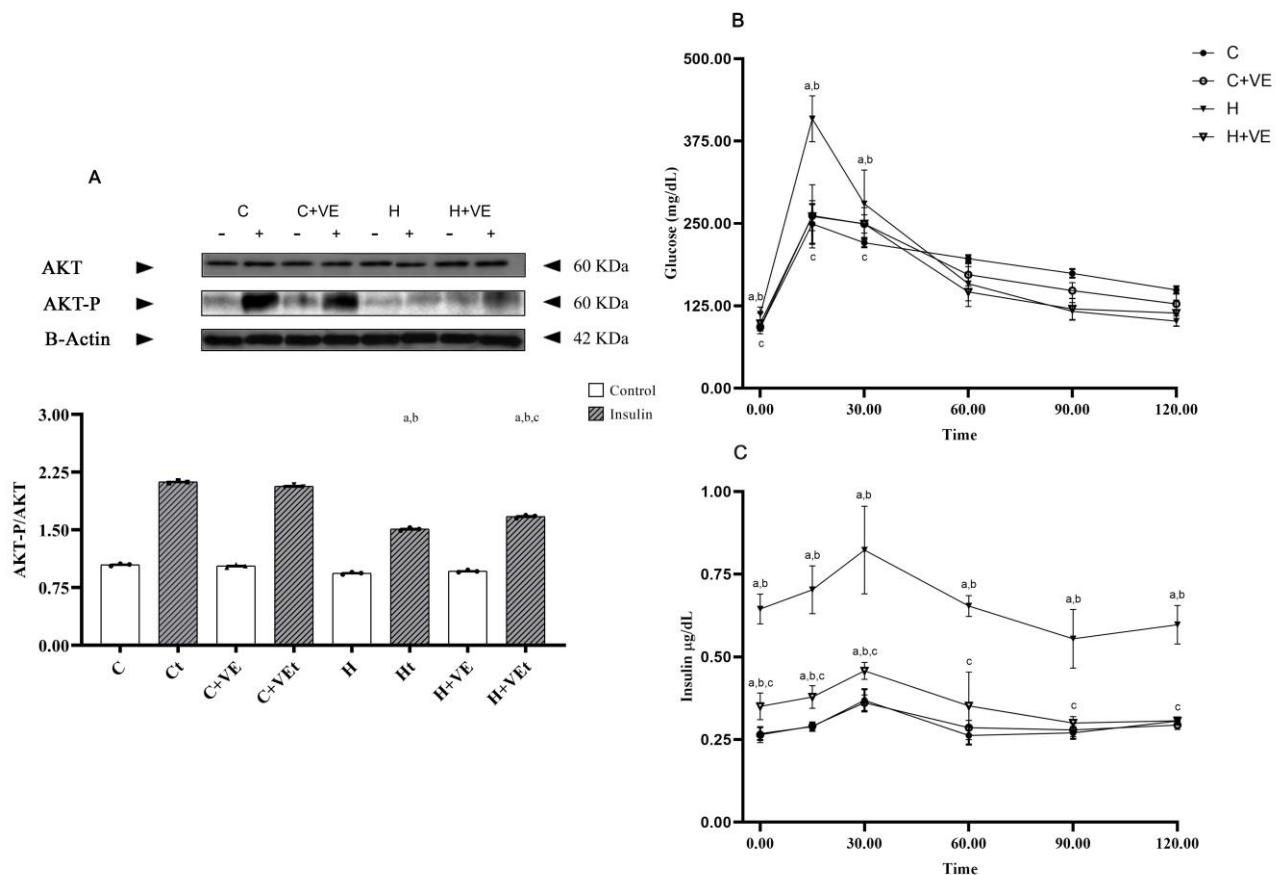 A
C C+VE H H+VE
- + - + - + - +
AKT 60 KDa
AKT-P 60 KDa
B-Actin 42 KDa
Control
Insulin
3.00
2.25
1.50
0.75
0.00
AKT-P/AKT
a,b a,b,c
C Ct C+VE C+VEt H Ht H+VE H+VEt
B
C
C+VE
H
H+VE
500.00
375.00
250.00
125.00
0.00
Glucose (mg/dL)
a,b
a,b
a,b
c
c
c
0.00 30.00 60.00 90.00 120.00
Time
C
1.00
0.75
0.50
0.25
0.00
Insulin µg/dL
a,b a,b a,b a,b a,b a,b
a,b,c a,b,c a,b,c c c c
0.00 30.00 60.00 90.00 120.00
Time